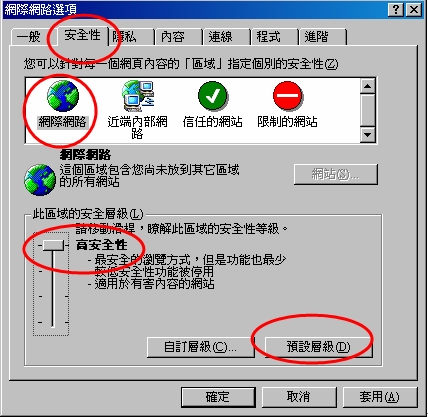 網際網路選項
一般 安全性 隱私 內容 連線 程式 進階
您可以針對每一個網頁內容的「區域」指定個別的安全性(Z)
網際網路 近端內部網路 信任的網站 限制的網站
網際網路
這個區域包含您尚未放到其它區域
的所有網站
網站(S)...
此區域的安全層級(L)
請移動滑桿，瞭解此區域的安全性等級。
高安全性
- 最安全的瀏覽方式，但是功能也最少
- 較低安全性功能被停用
- 適用於有害內容的網站
自訂層級(C)... 預設層級(D)
確定 取消 套用(A)